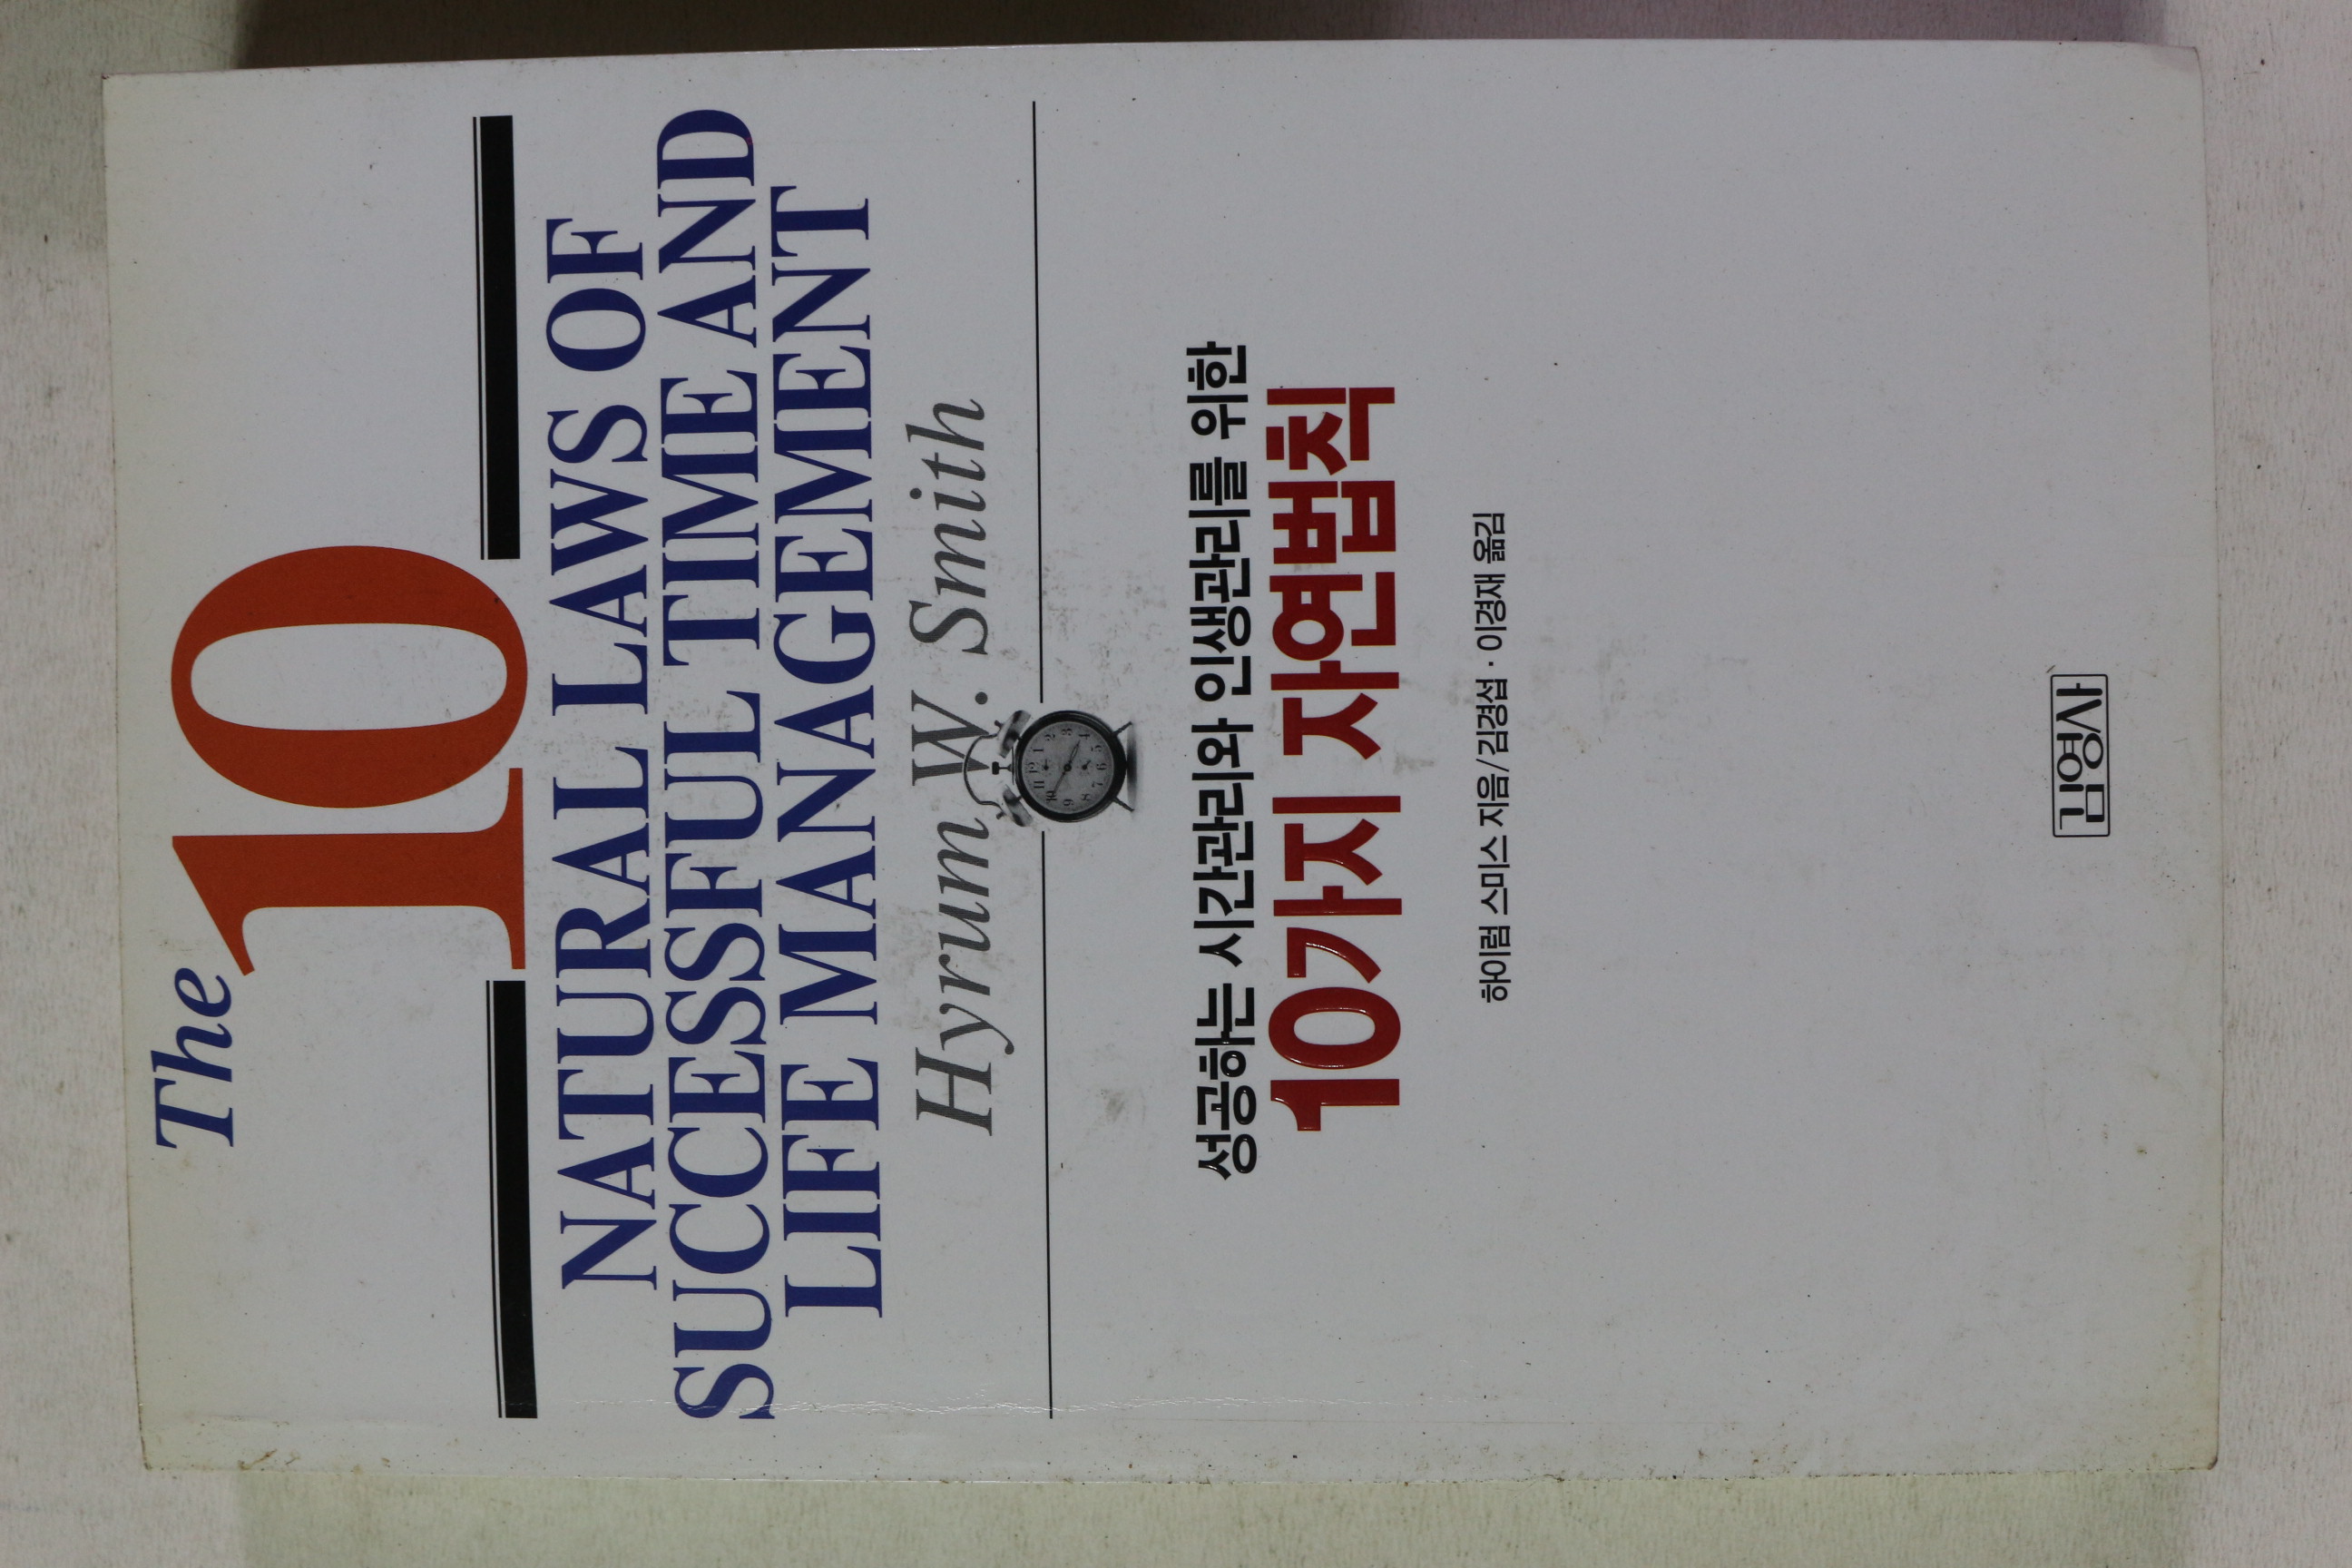 The
10
NATURAL LAWS OF
SUCCESSFUL TIME AND
LIFE MANAGEMENT
Hyrum W. Smith
성공하는 시간관리와 인생관리를 위한
10가지 자연법칙
하이럼 스미스 지음/김경섭·이경재 옮김
김영사